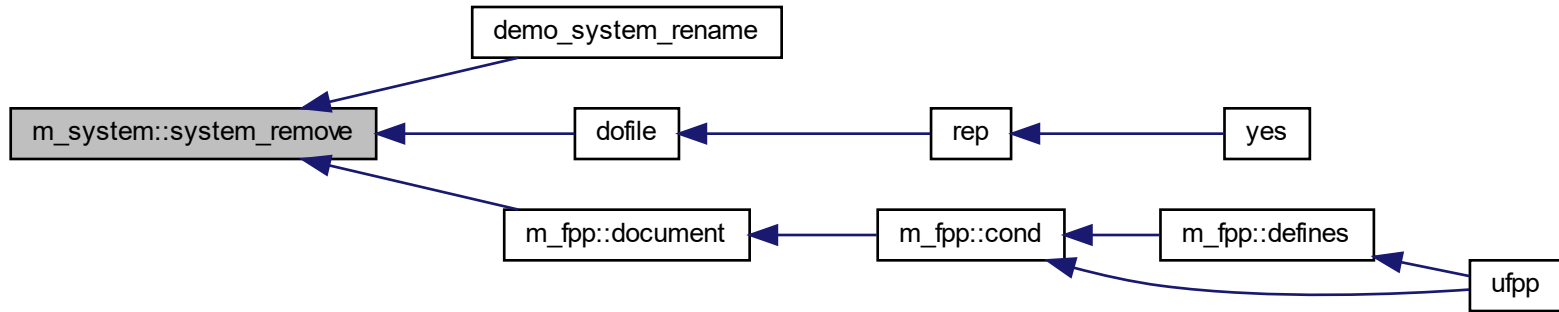 demo_system_rename
m_system::system_remove
dofile
rep
yes
m_fpp::document
m_fpp::cond
m_fpp::defines
ufpp